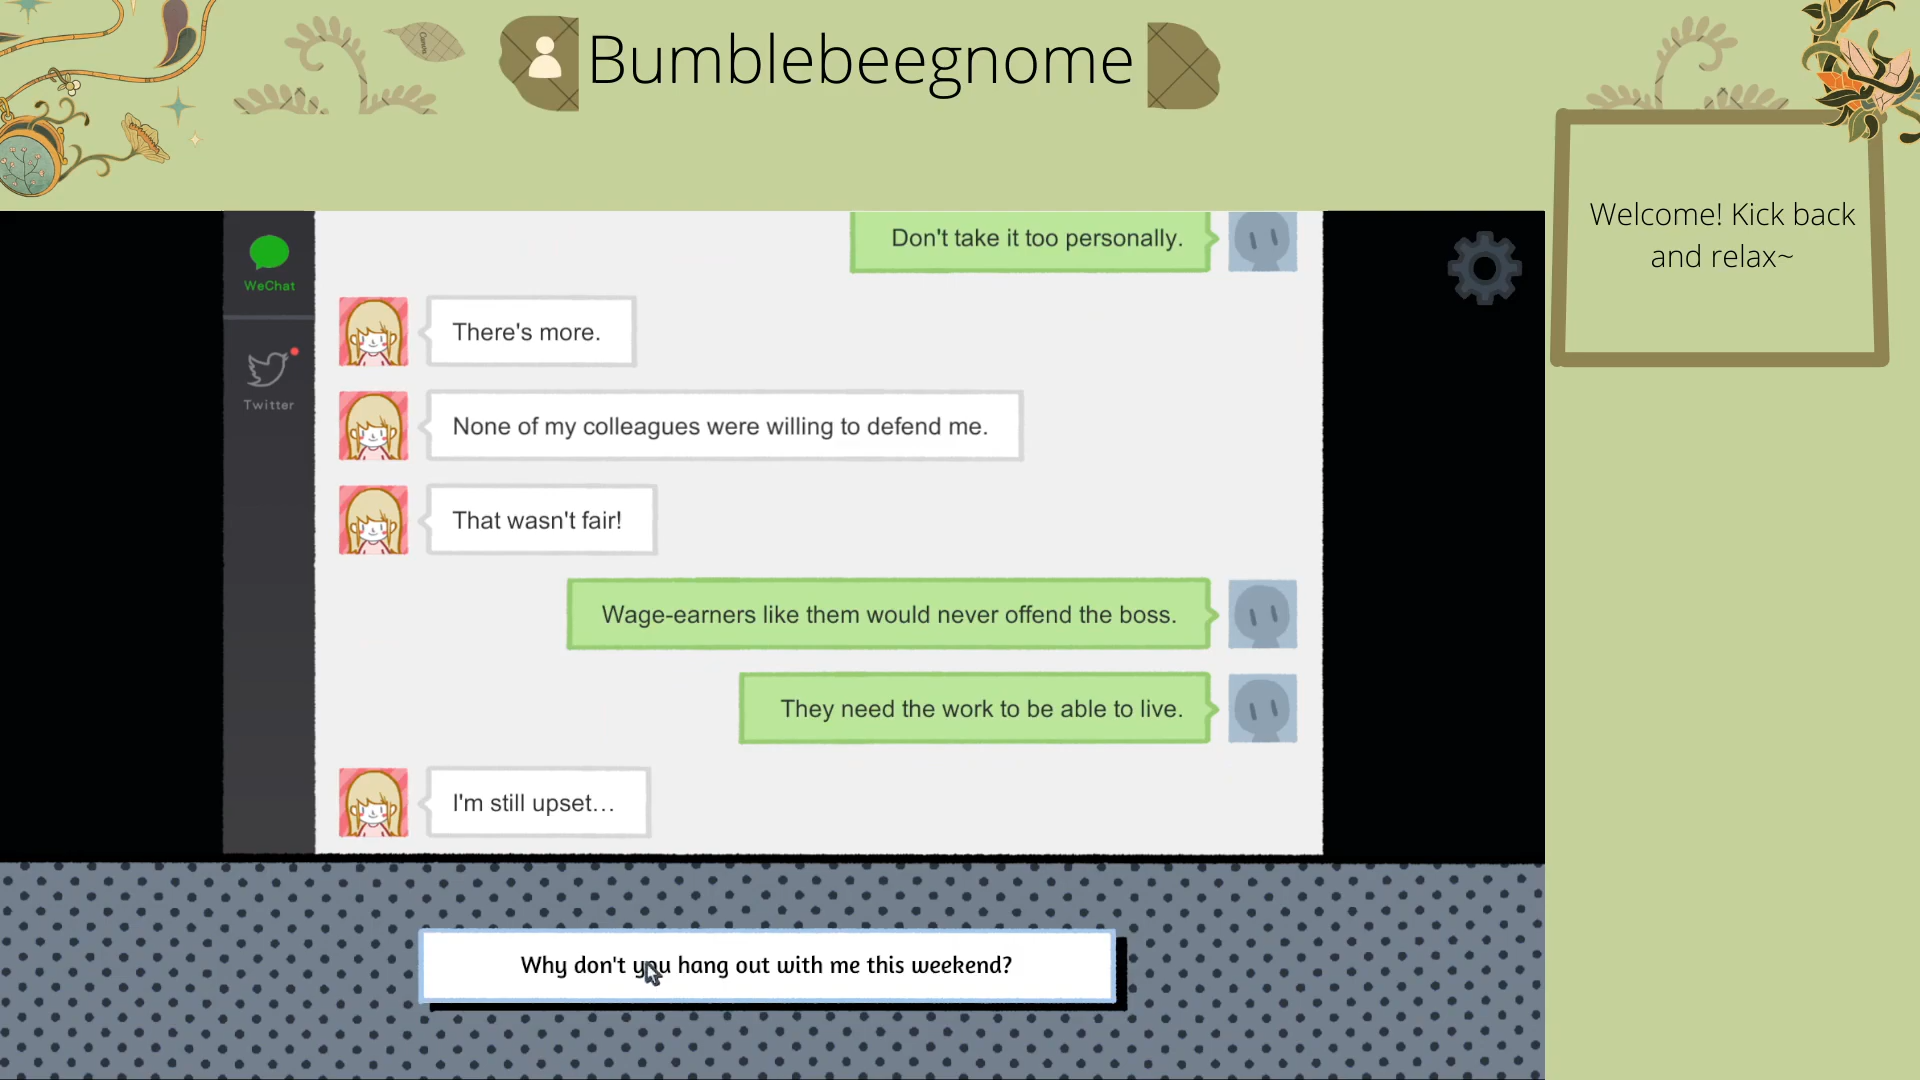 Bumblebeegnome
Canva
Welcome! Kick back
and relax~
WeChat
Twitter
Don't take it too personally.
There's more.
None of my colleagues were willing to defend me.
That wasn't fair!
Wage-earners like them would never offend the boss.
They need the work to be able to live.
I'm still upset...
Why don't you hang out with me this weekend?